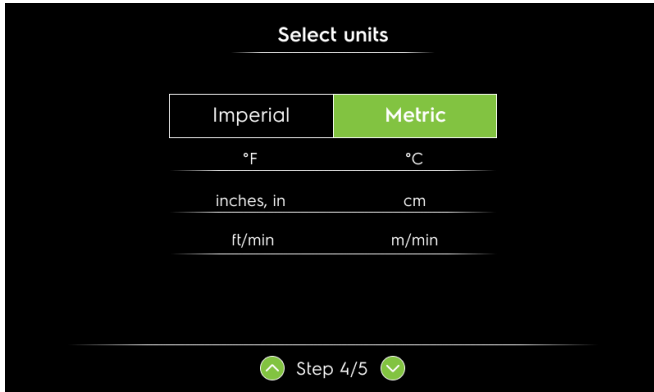 Select units
Imperial Metric
°F °C
inches, in cm
ft/min m/min
Step 4/5